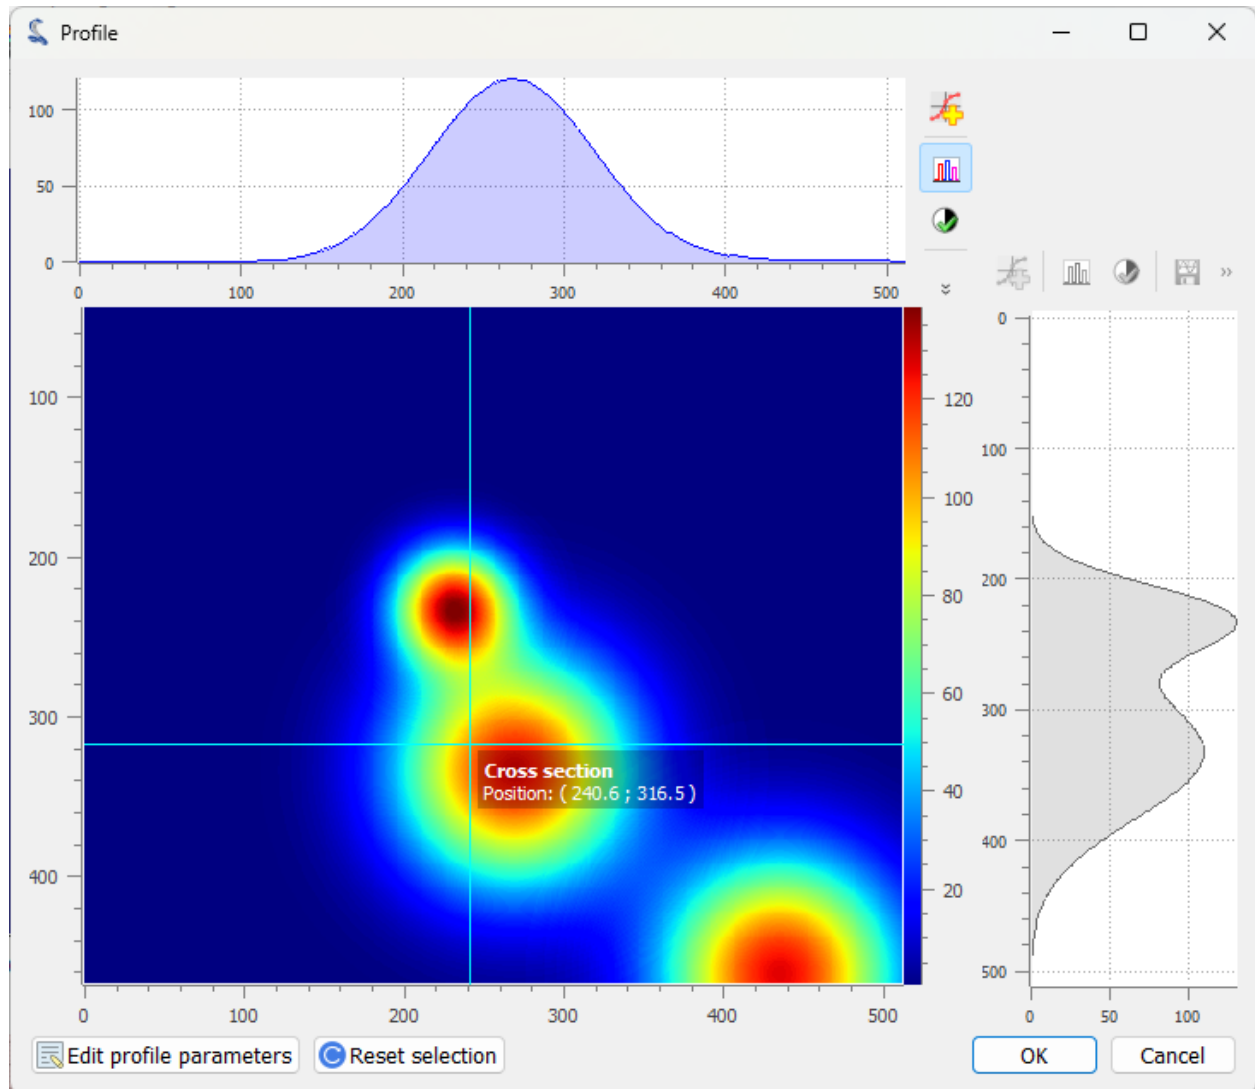 Profile
100
50
0
0 100 200 300 400 500
»
100
200
300
400
0 100 200 300 400 500
120
100
80
60
40
20
Cross section
Position: ( 240.6 ; 316.5 )
0
100
200
300
400
500
0 50 100
Edit profile parameters
Reset selection
OK
Cancel